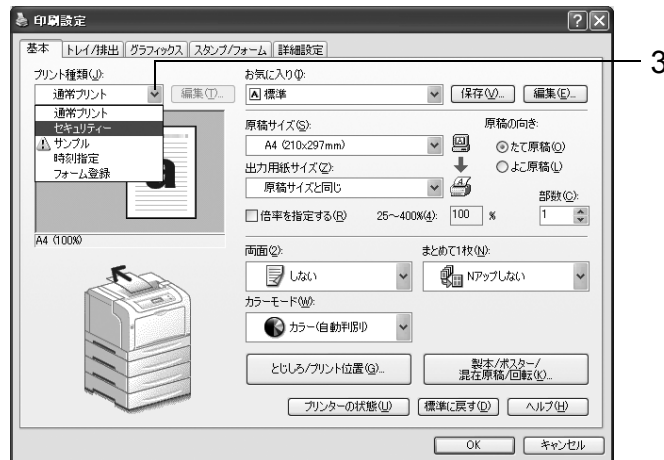 印刷設定
基本 トレイ/排出 グラフィックス スタンプ/フォーム 詳細設定
プリント種類(J):
通常プリント 編集(T)...
通常プリント
セキュリティー
サンプル
時刻指定
フォーム登録
a
A4 (100%)
お気に入り(I):
A 標準 保存(V)... 編集(E)...
原稿サイズ(S):
A4 (210x297mm)
原稿の向き:
たて原稿(O)
よこ原稿(L)
出力用紙サイズ(Z):
原稿サイズと同じ
倍率を指定する(R) 25～400%(4): 100 %
部数(C):
1
両面(2):
しない
まとめて1枚(N):
Nアップしない
カラーモード(W):
カラー(自動判別)
とじしろ/プリント位置(G)...
製本/ポスター/
混在原稿/回転(K)...
プリンターの状態(U) 標準に戻す(D) ヘルプ(H)
OK キャンセル
3